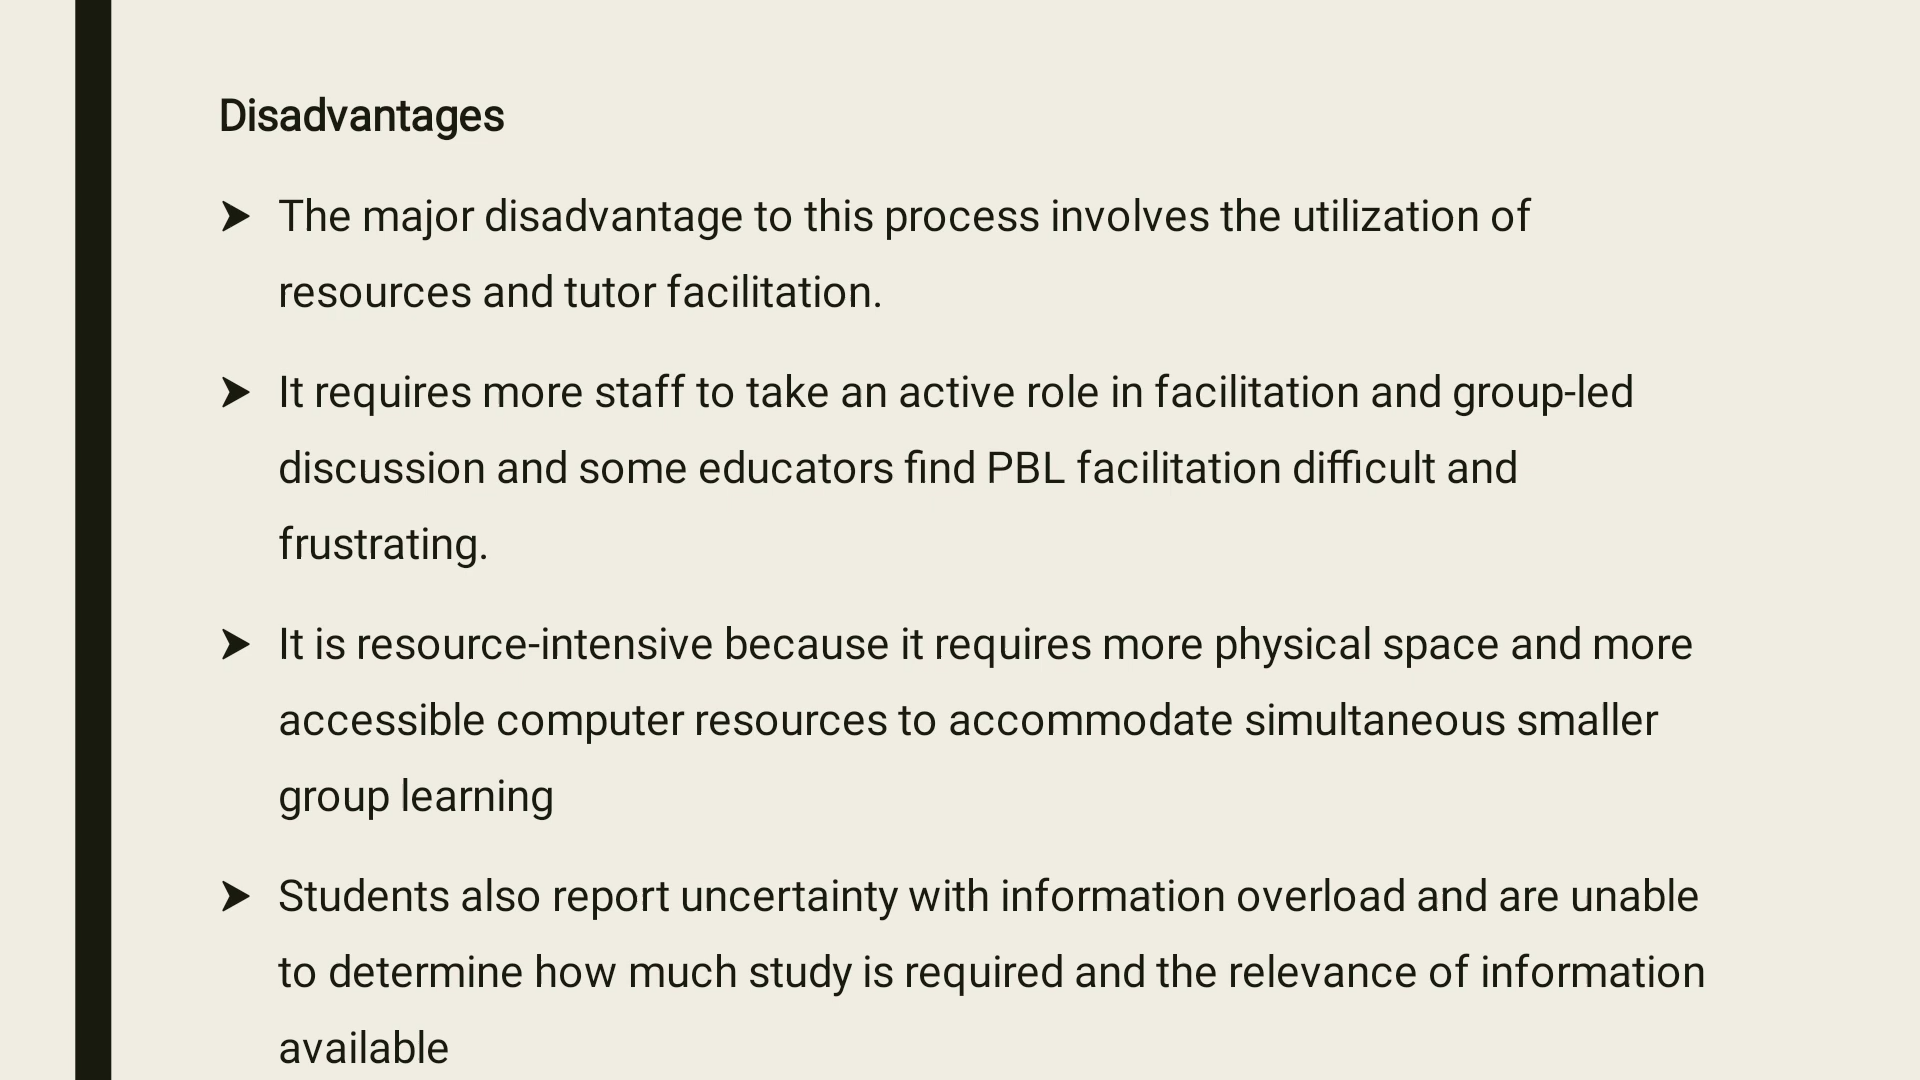 Disadvantages
➤ The major disadvantage to this process involves the utilization of
resources and tutor facilitation.
➤ It requires more staff to take an active role in facilitation and group-led
discussion and some educators find PBL facilitation difficult and
frustrating.
➤ It is resource-intensive because it requires more physical space and more
accessible computer resources to accommodate simultaneous smaller
group learning
➤ Students also report uncertainty with information overload and are unable
to determine how much study is required and the relevance of information
available